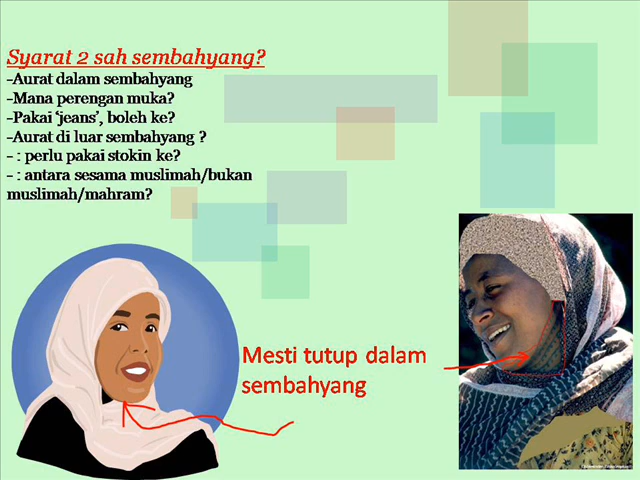 Syarat 2 sah sembahyang?
-Aurat dalam sembahyang
-Mana perengan muka?
-Pakai ‘jeans’, boleh ke?
-Aurat di luar sembahyang ?
- : perlu pakai stokin ke?
- : antara sesama muslimah/bukan
muslimah/mahram?
Mesti tutup dalam
sembahyang